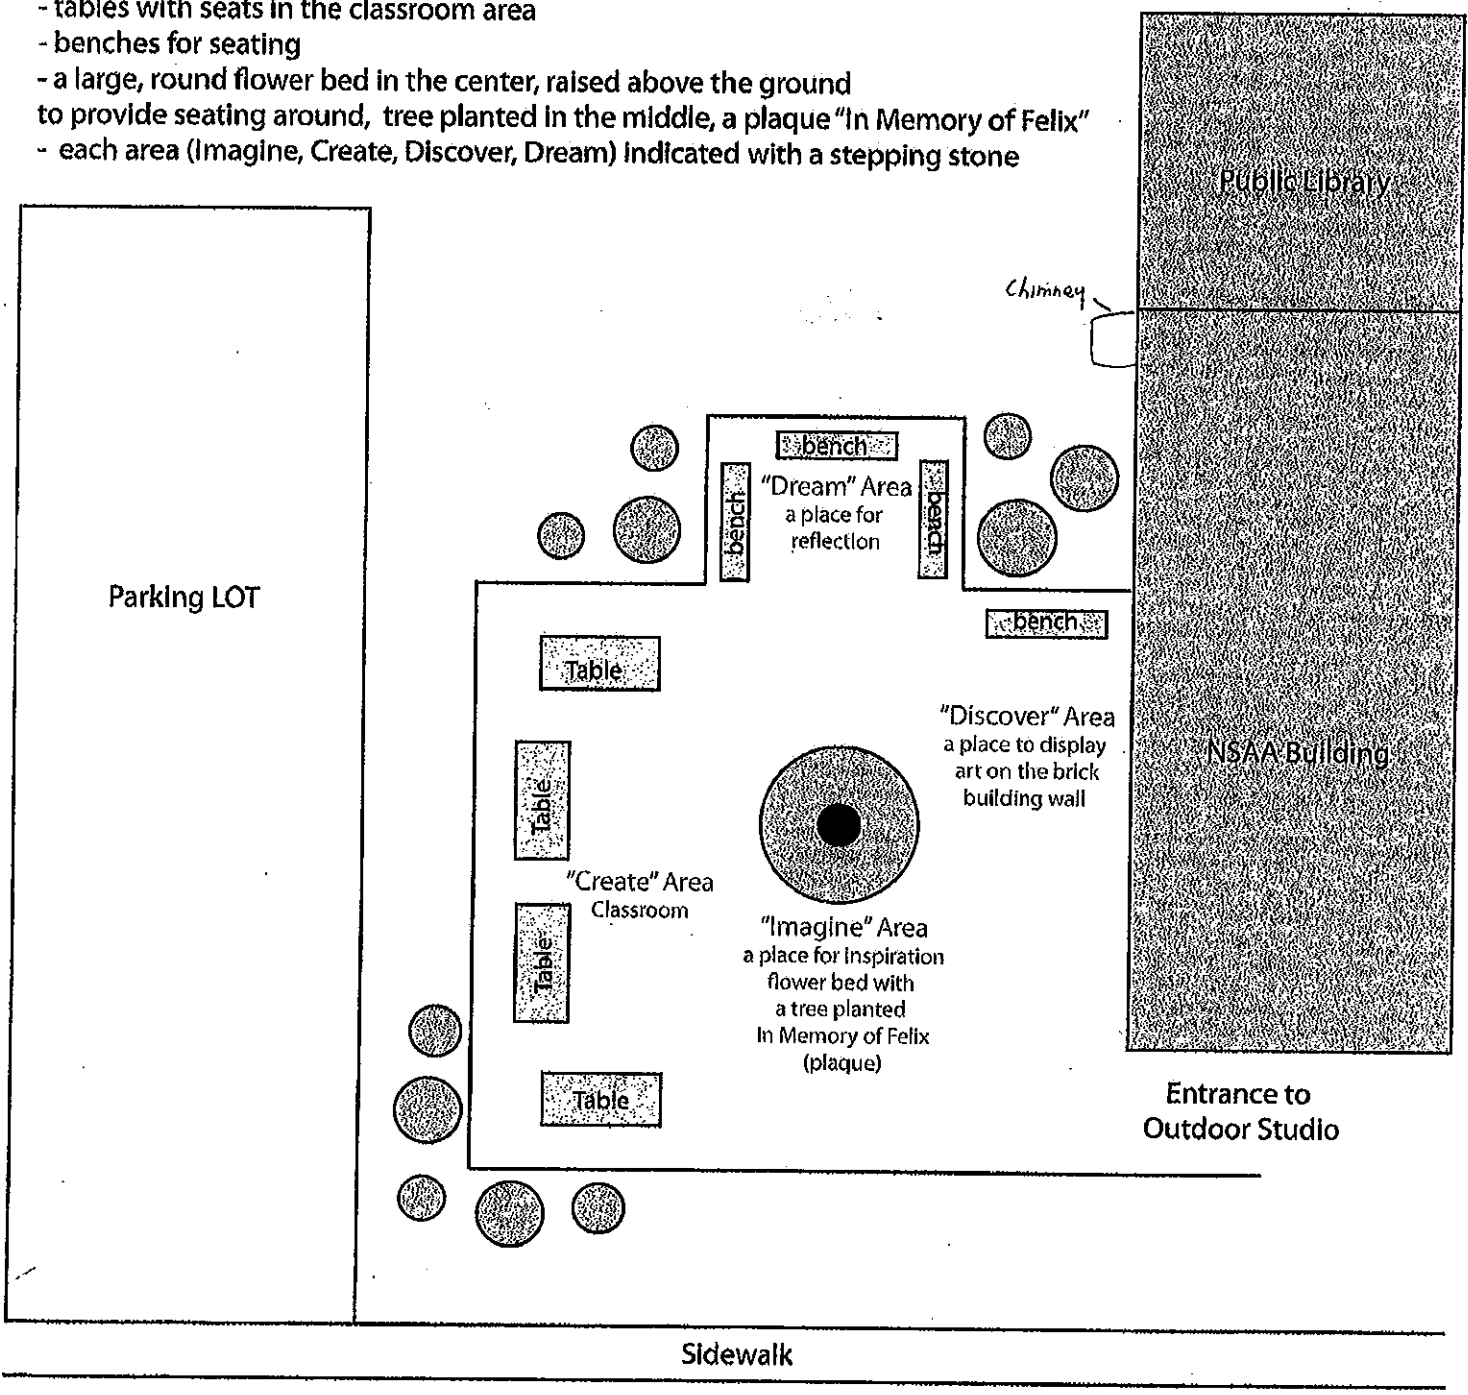 - tables with seats in the classroom area
- benches for seating
- a large, round flower bed in the center, raised above the ground
to provide seating around, tree planted in the middle, a plaque "In Memory of Felix"
- each area (Imagine, Create, Discover, Dream) indicated with a stepping stone
Public Library
Chimney
bench
bench
"Dream" Area
a place for
reflection
bench
Parking LOT
bench
Table
"Discover" Area
a place to display
art on the brick
building wall
NSAA Building
Table
"Create" Area
Classroom
"Imagine" Area
a place for inspiration
flower bed with
a tree planted
In Memory of Felix
(plaque)
Table
Table
Entrance to
Outdoor Studio
Sidewalk